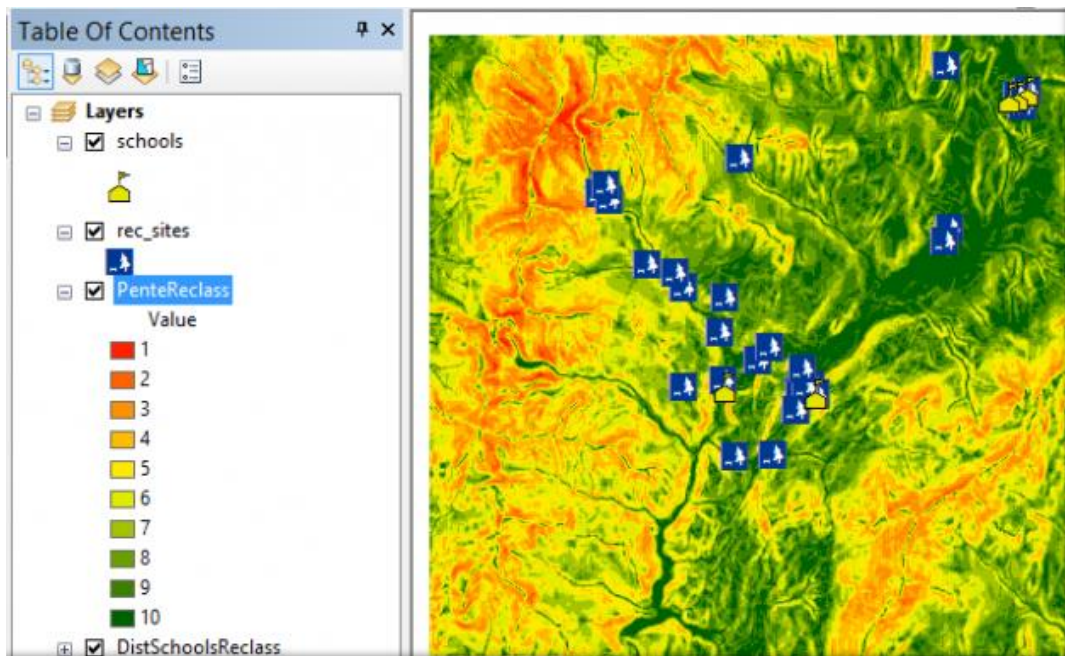 Table Of Contents
Layers
schools
rec_sites
PenteReclass
Value
1
2
3
4
5
6
7
8
9
10
DistSchoolsReclass